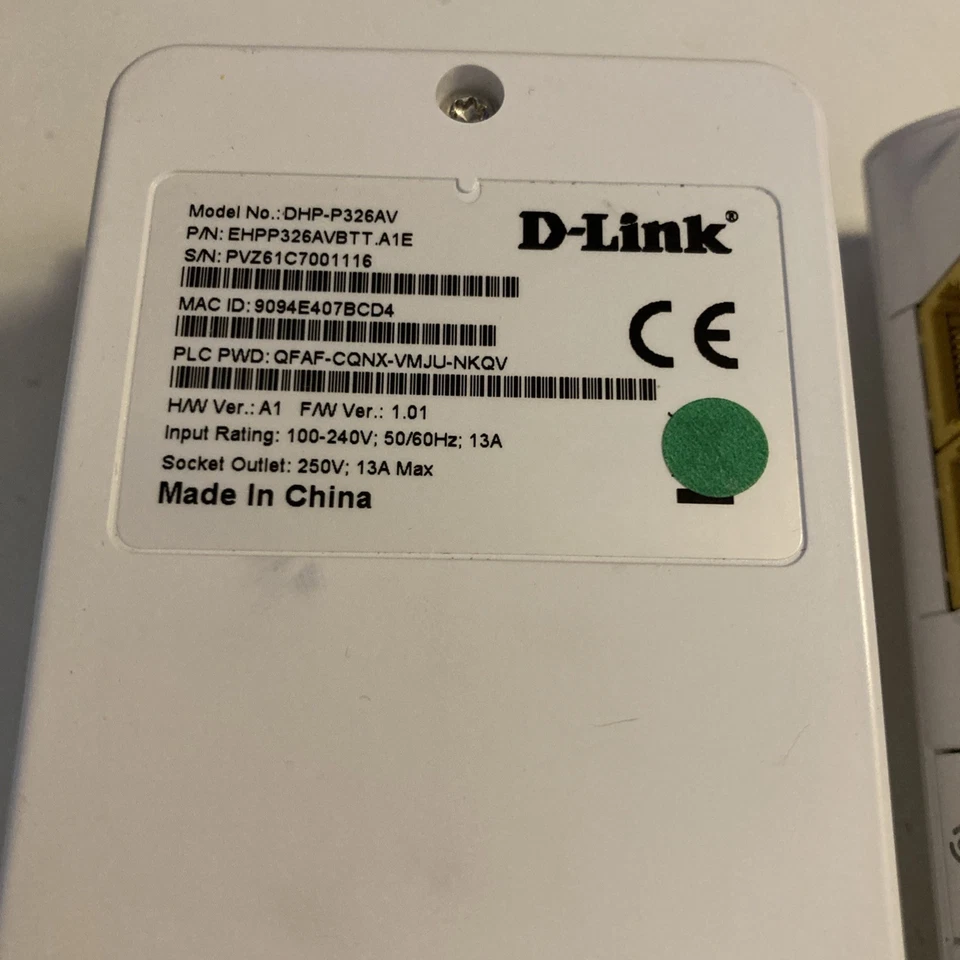 Model No.: DHP-P326AV
P/N: EHPP326AVBTT.A1E
S/N: PVZ61C7001116
D-Link®
MAC ID: 9094E407BCD4
CE
PLC PWD: QFAF-CQNX-VMJU-NKQV
H/W Ver.: A1 F/W Ver.: 1.01
Input Rating: 100-240V; 50/60Hz; 13A
Socket Outlet: 250V; 13A Max
Made In China